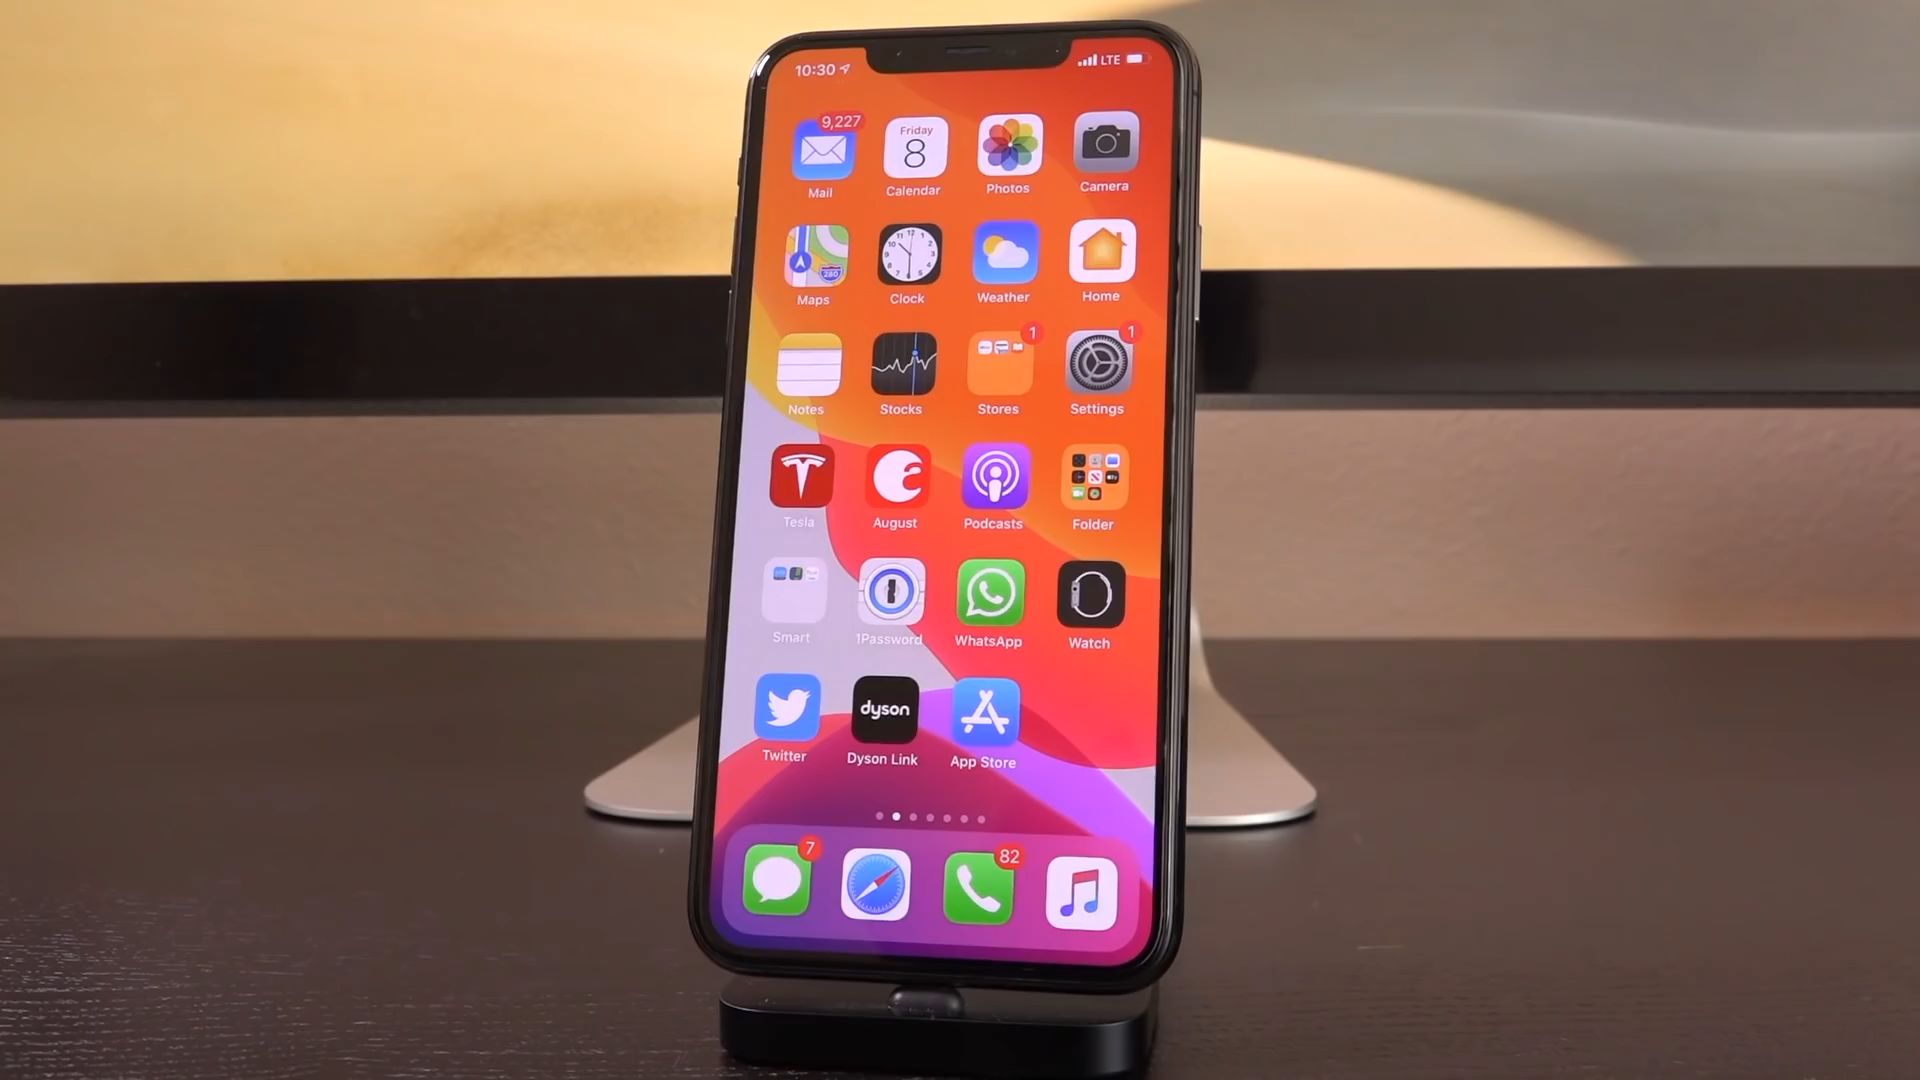 10:30 LTE
9,227
Friday
8
Mail Calendar Photos Camera
280
Maps Clock Weather Home
1 1
Notes Stocks Stores Settings
Tesla August Podcasts Folder
Smart 1Password WhatsApp Watch
dyson
Twitter Dyson Link App Store
7 82